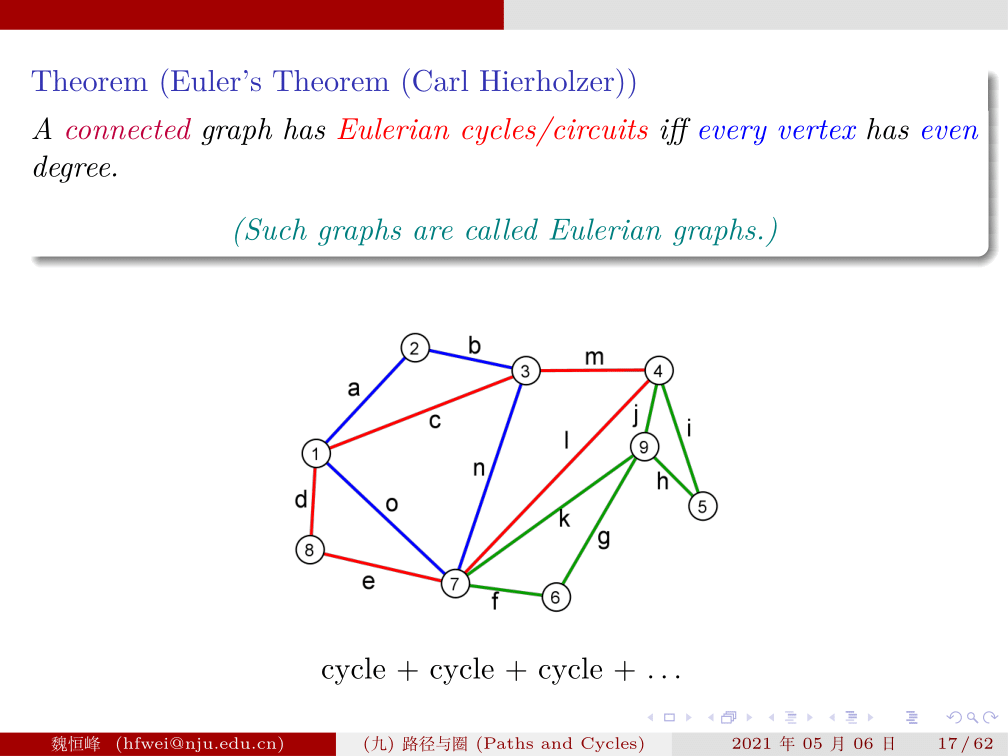 Theorem (Euler's Theorem (Carl Hierholzer))
A connected graph has Eulerian cycles/circuits iff every vertex has even
degree.
(Such graphs are called Eulerian graphs.)
2 b
3 m 4
a
c j i
l
1 9
n h
d o 5
k
g
8
e 7 f 6
cycle + cycle + cycle + ...
魏恒峰 (hfwei@nju.edu.cn) (九) 路径与圈 (Paths and Cycles) 2021 年 05 月 06 日 17 / 62